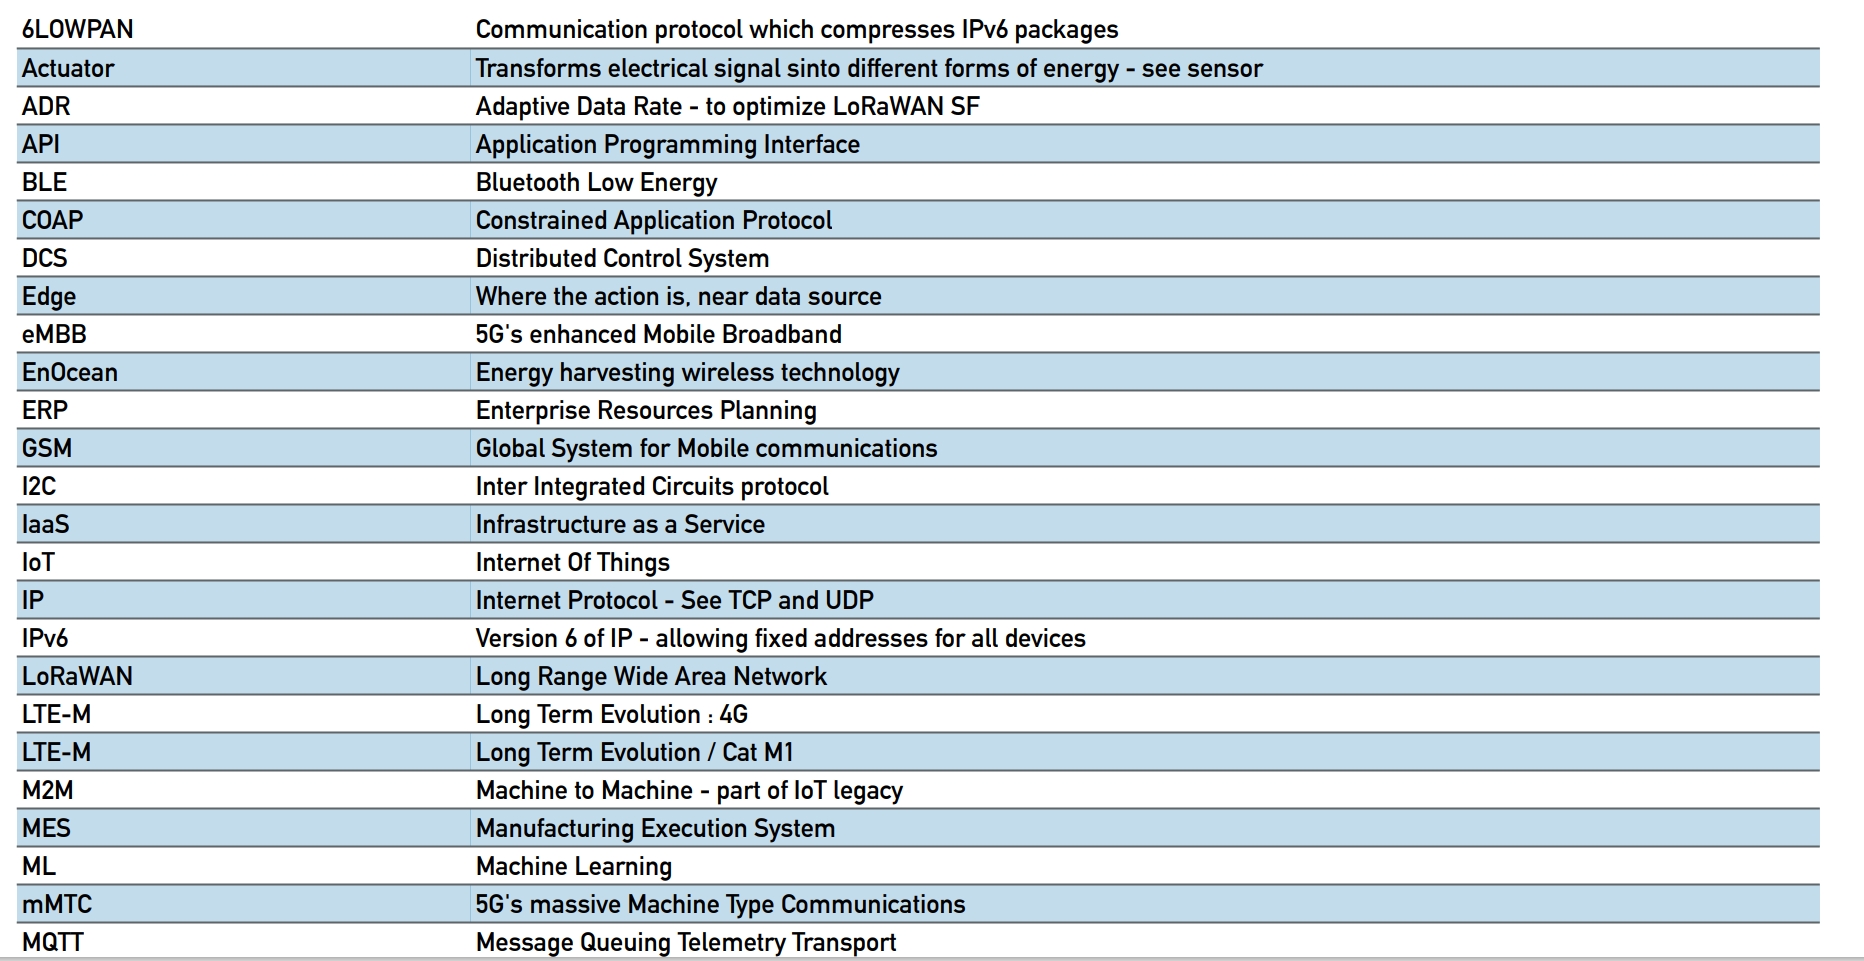 6LOWPAN Communication protocol which compresses IPv6 packages
Actuator Transforms electrical signal sinto different forms of energy - see sensor
ADR Adaptive Data Rate - to optimize LoRaWAN SF
API Application Programming Interface
BLE Bluetooth Low Energy
COAP Constrained Application Protocol
DCS Distributed Control System
Edge Where the action is, near data source
eMBB 5G's enhanced Mobile Broadband
EnOcean Energy harvesting wireless technology
ERP Enterprise Resources Planning
GSM Global System for Mobile communications
I2C Inter Integrated Circuits protocol
IaaS Infrastructure as a Service
IoT Internet Of Things
IP Internet Protocol - See TCP and UDP
IPv6 Version 6 of IP - allowing fixed addresses for all devices
LoRaWAN Long Range Wide Area Network
LTE-M Long Term Evolution : 4G
LTE-M Long Term Evolution / Cat M1
M2M Machine to Machine - part of IoT legacy
MES Manufacturing Execution System
ML Machine Learning
mMTC 5G's massive Machine Type Communications
MQTT Message Queuing Telemetry Transport